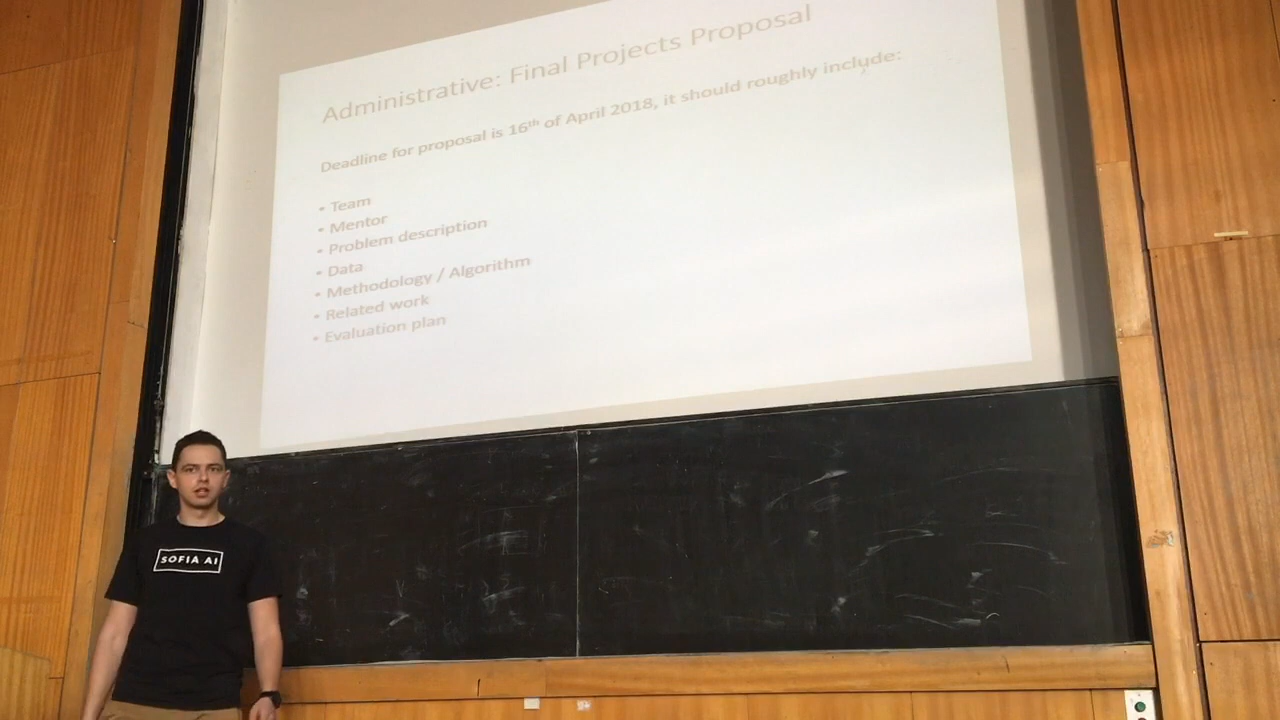 Administrative: Final Projects Proposal
Deadline for proposal is 16th of April 2018, it should roughly include:
• Team
• Mentor
• Problem description
• Data
• Methodology / Algorithm
• Related work
• Evaluation plan
SOFIA AI